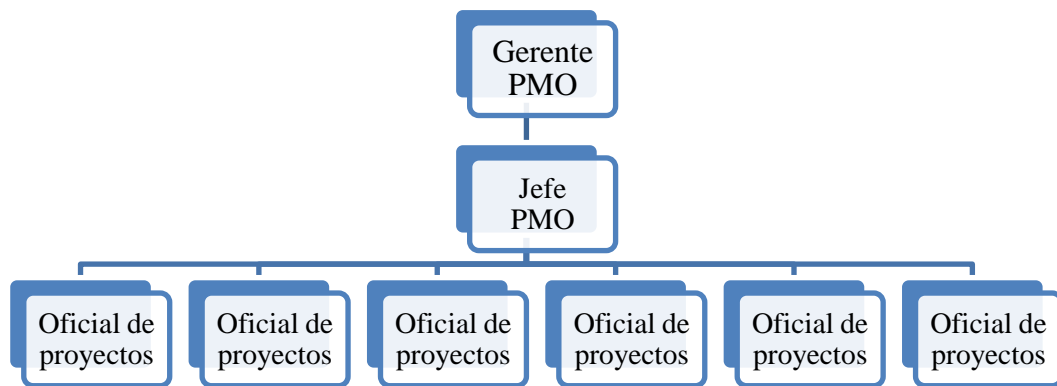 Gerente
PMO
Jefe
PMO
Oficial de
proyectos
Oficial de
proyectos
Oficial de
proyectos
Oficial de
proyectos
Oficial de
proyectos
Oficial de
proyectos